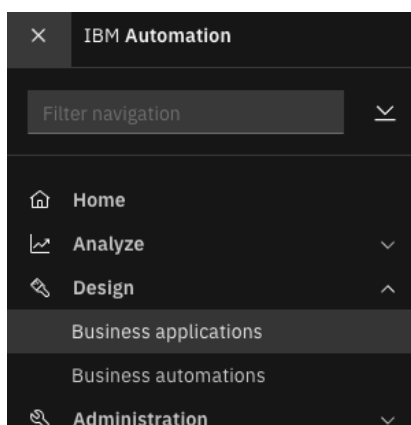 IBM Automation
Filter navigation
Home
Analyze
Design
Business applications
Business automations
Administration